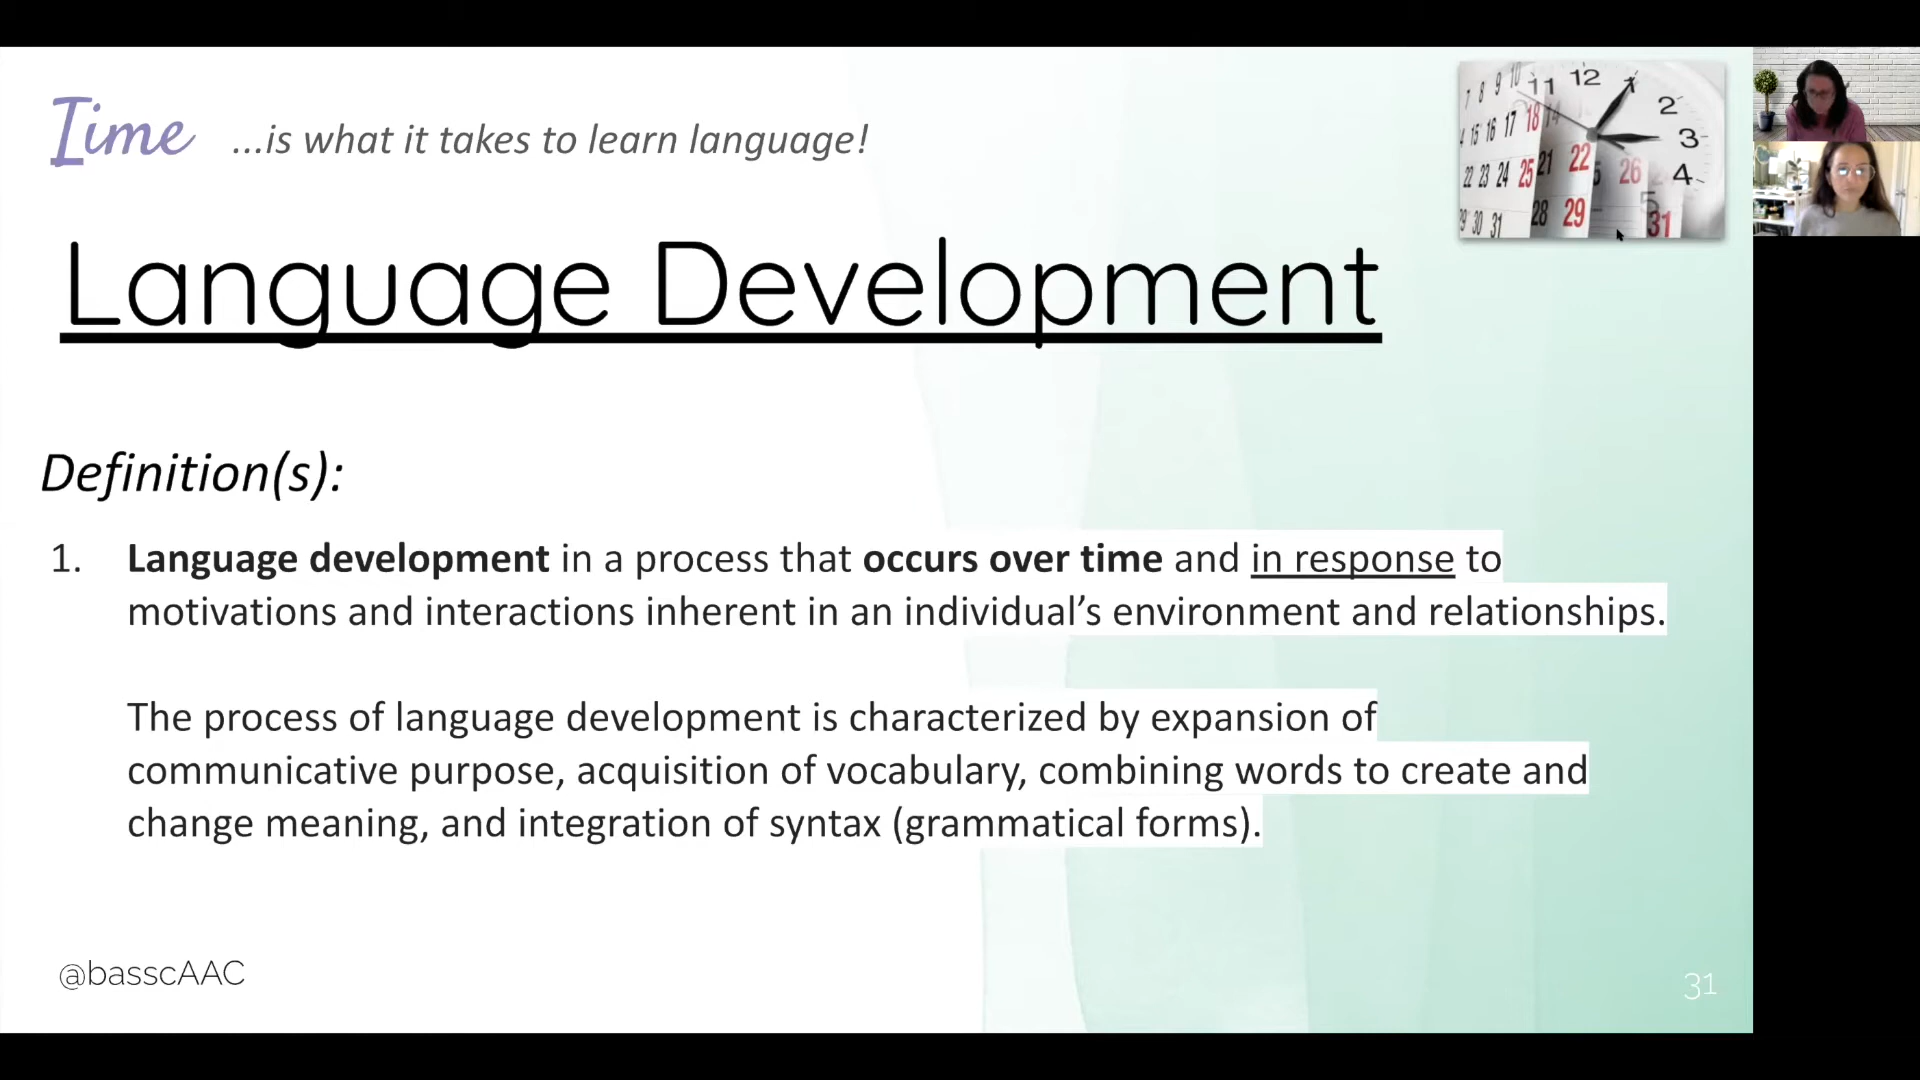 Time ...is what it takes to learn language!
Language Development
Definition(s):
1. Language development in a process that occurs over time and in response to
motivations and interactions inherent in an individual’s environment and relationships.
The process of language development is characterized by expansion of
communicative purpose, acquisition of vocabulary, combining words to create and
change meaning, and integration of syntax (grammatical forms).
@basscAAC
31